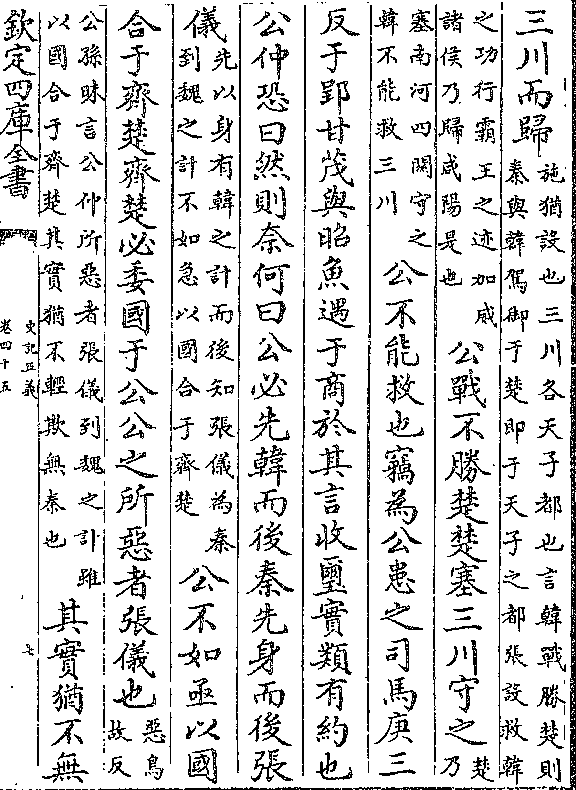 三川而歸
施猶設也三川各天子都也言韓戰勝楚則
秦與韓駕御于楚即于天子之都張設救韓
之功行霸王之迹加威
諸侯乃歸咸陽是也
公戰不勝楚楚塞三川守之
楚
乃
塞南河四關守之
韓不能救三川
公不能救也竊為公患之司馬庚三
反于郢甘茂與昭魚遇于商於其言收璽實類有約也
公仲恐曰然則奈何曰公必先韓而後秦先身而後張
儀
先以身有韓之計而後知張儀為秦
到魏之計不如急以國合于齊楚
公不如亟以國
合于齊楚齊楚必委國于公公之所惡者張儀也
惡烏
故反
公孫昧言公仲所惡者張儀到魏之計雖
以國合于齊楚其實猶不輕欺無秦也
其實猶不無
欽定四庫全書
史記正義
卷四十五
七